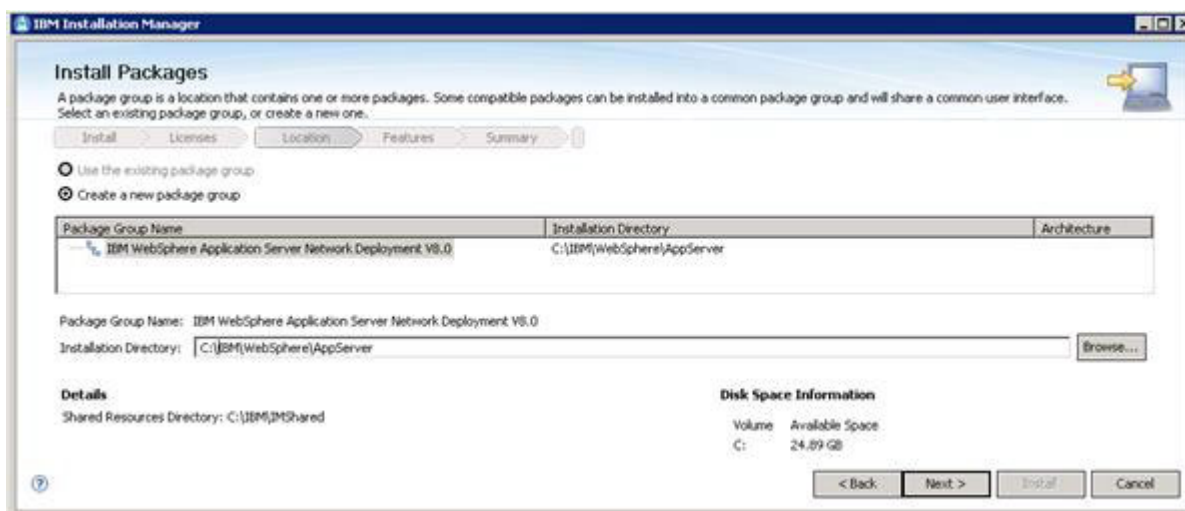 IBM Installation Manager
Install Packages
A package group is a location that contains one or more packages. Some compatible packages can be installed into a common package group and will share a common user interface.
Select an existing package group, or create a new one.
Install Licenses Location Features Summary
Use the existing package group
Create a new package group
Package Group Name Installation Directory Architecture
IBM WebSphere Application Server Network Deployment V8.0 C:\IBM\WebSphere\AppServer
Package Group Name: IBM WebSphere Application Server Network Deployment V8.0
Installation Directory: C:\IBM\WebSphere\AppServer Browse...
Details Disk Space Information
Shared Resources Directory: C:\IBM\IMShared
Volume Available Space
C: 24.89 GB
? < Back Next > Install Cancel